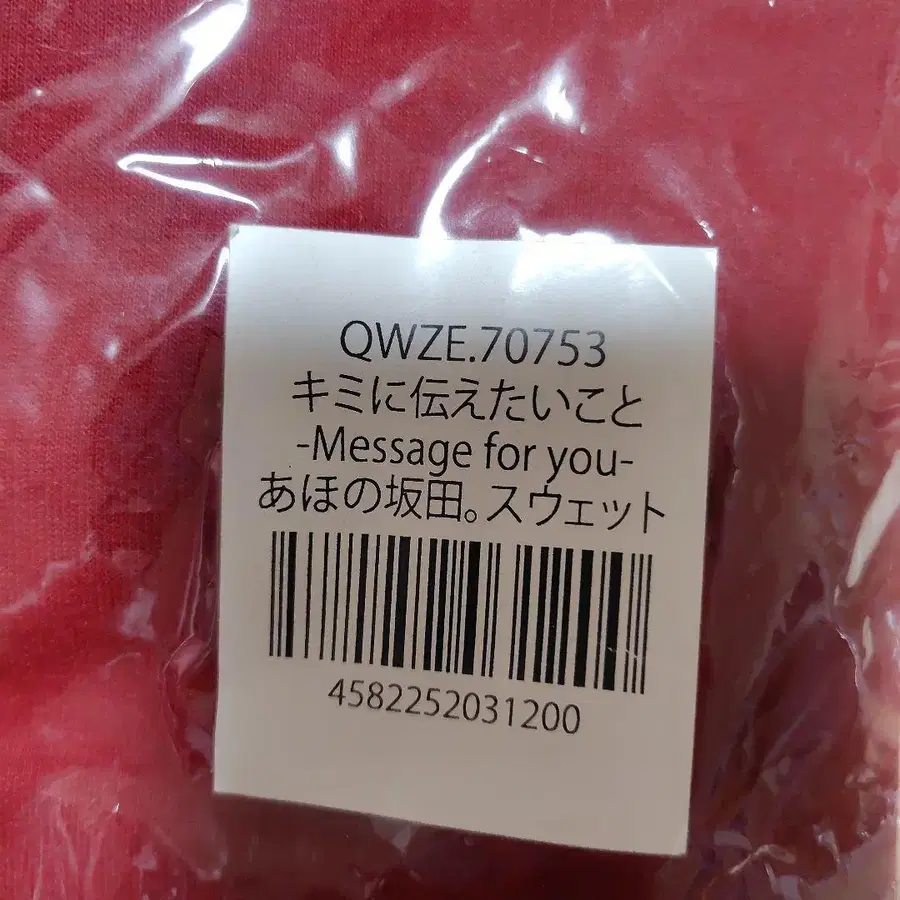 QWZE.70753
キミに伝えたいこと
-Message for you-
あほの坂田。スウェット
4582252031200